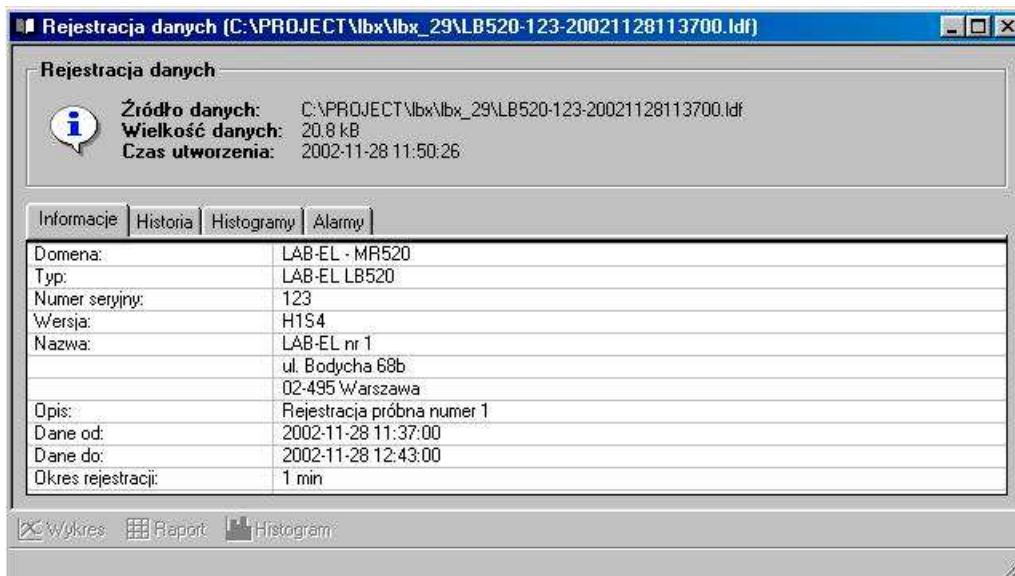 Rejestracja danych (C:\PROJECT\lbx\lbx_29\LB520-123-20021128113700.ldf)
Rejestracja danych
Źródło danych: C:\PROJECT\lbx\lbx_29\LB520-123-20021128113700.ldf
Wielkość danych: 20.8 kB
Czas utworzenia: 2002-11-28 11:50:26
Informacje Historia Histogramy Alarmy
Domena: LAB-EL - MR520
Typ: LAB-EL LB520
Numer seryjny: 123
Wersja: H1S4
Nazwa: LAB-EL nr 1
ul. Bodycha 68b
02-495 Warszawa
Opis: Rejestracja próbna numer 1
Dane od: 2002-11-28 11:37:00
Dane do: 2002-11-28 12:43:00
Okres rejestracji: 1 min
Wykres Raport Histogram